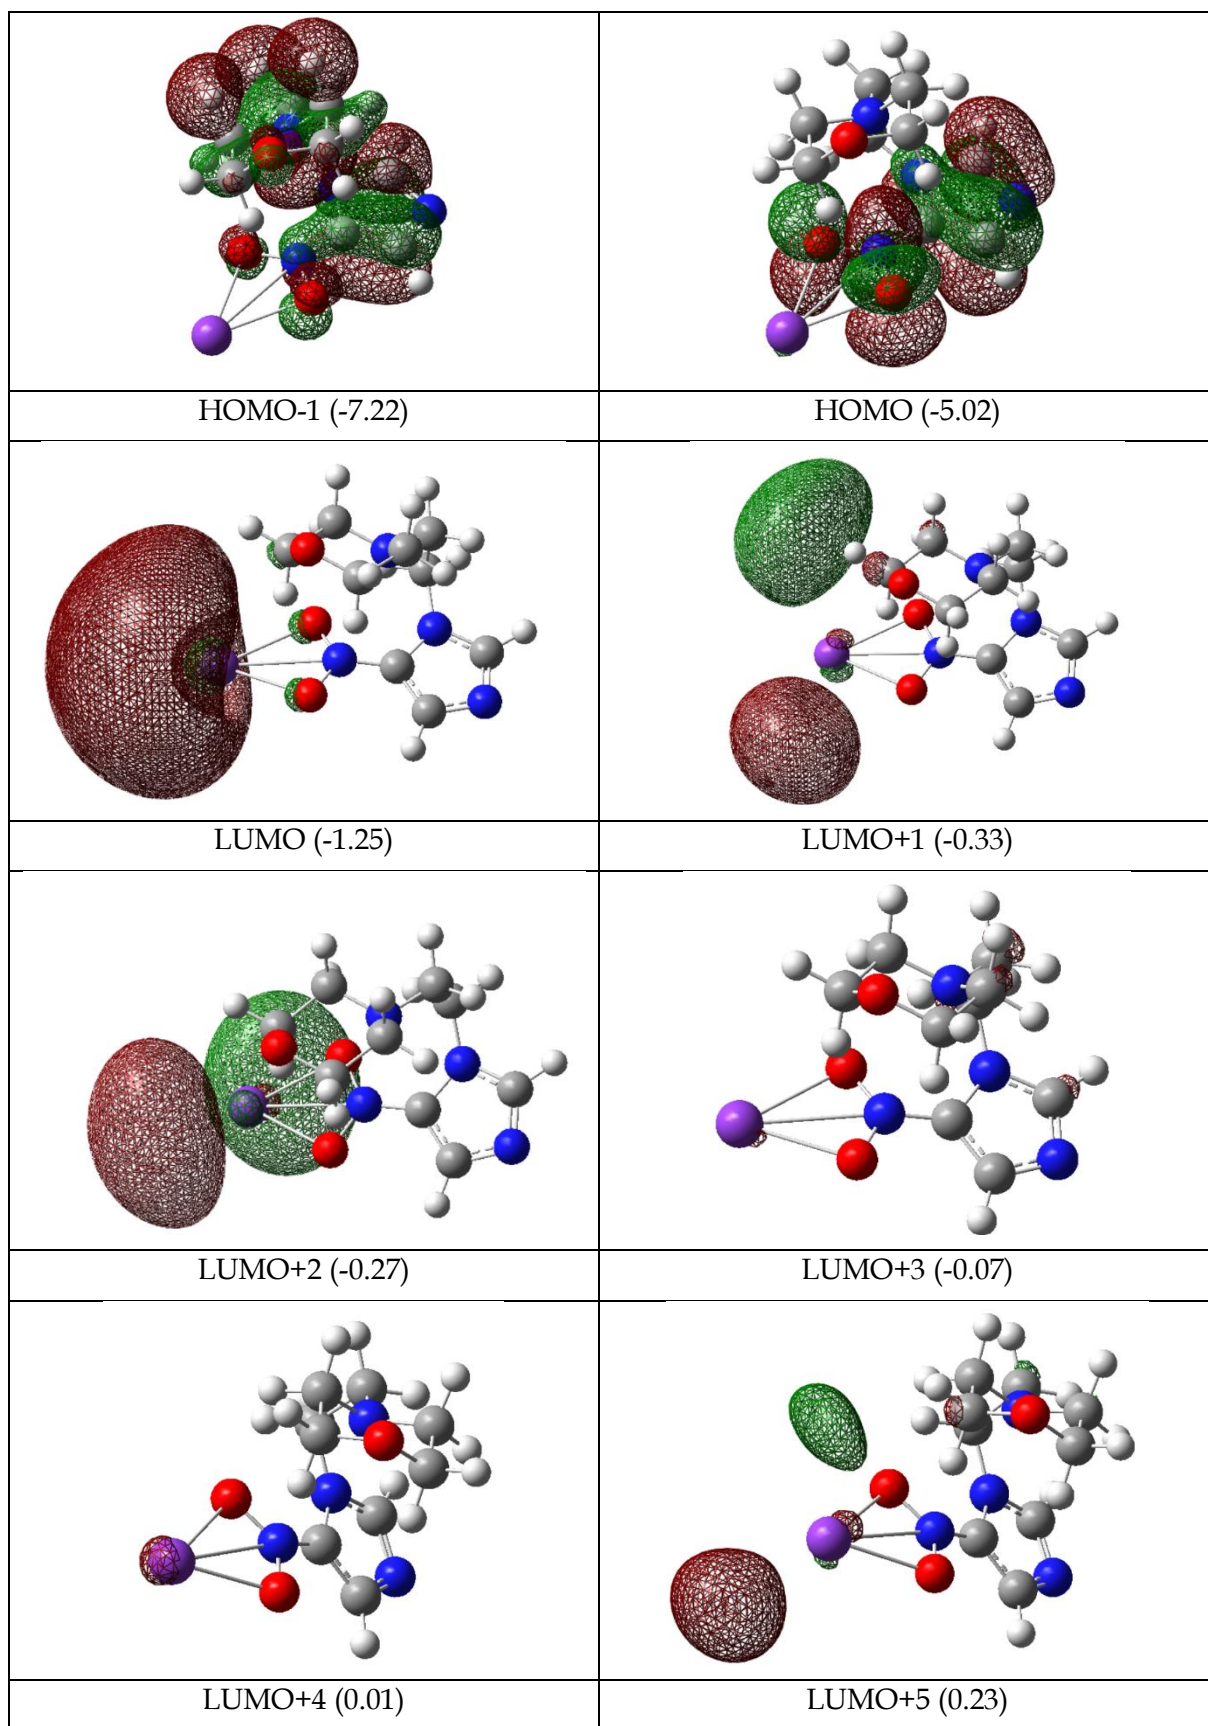 HOMO-1 (-7.22)
HOMO (-5.02)
LUMO (-1.25)
LUMO+1 (-0.33)
LUMO+2 (-0.27)
LUMO+3 (-0.07)
LUMO+4 (0.01)
LUMO+5 (0.23)